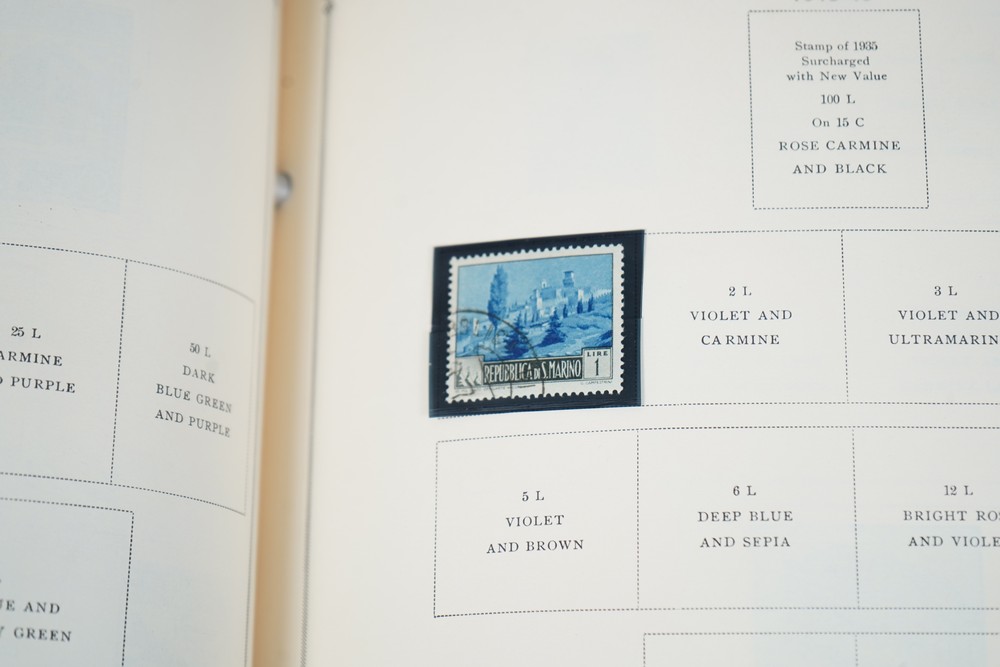 25 L
ARMINE
PURPLE
50 L
DARK
BLUE GREEN
AND PURPLE
UE AND
GREEN
Stamp of 1935
Surcharged
with New Value
100 L
On 15 C
ROSE CARMINE
AND BLACK
REPUBBLICA DI S. MARINO
LIRE
1
2 L
VIOLET AND
CARMINE
3 L
VIOLET AND
ULTRAMARIN
5 L
VIOLET
AND BROWN
6 L
DEEP BLUE
AND SEPIA
12 L
BRIGHT RO
AND VIOLE